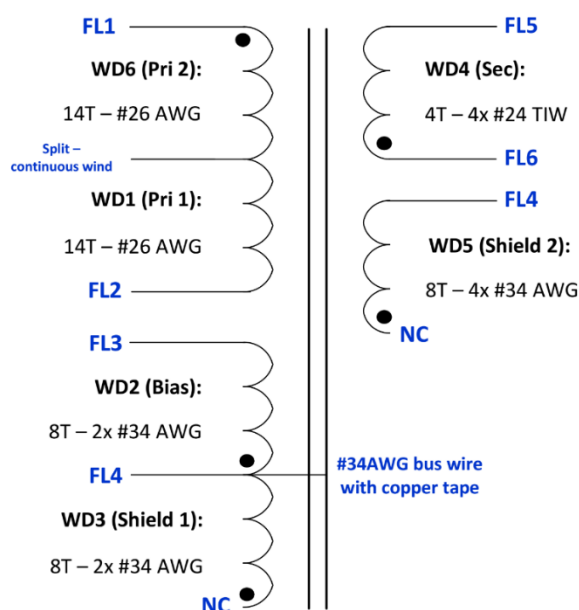 FL1
WD6 (Pri 2):
14T – #26 AWG
Split –
continuous wind
WD1 (Pri 1):
14T – #26 AWG
FL2
FL3
WD2 (Bias):
8T – 2x #34 AWG
FL4
WD3 (Shield 1):
8T – 2x #34 AWG
NC
FL5
WD4 (Sec):
4T – 4x #24 TIW
FL6
FL4
WD5 (Shield 2):
8T – 4x #34 AWG
NC
#34AWG bus wire
with copper tape